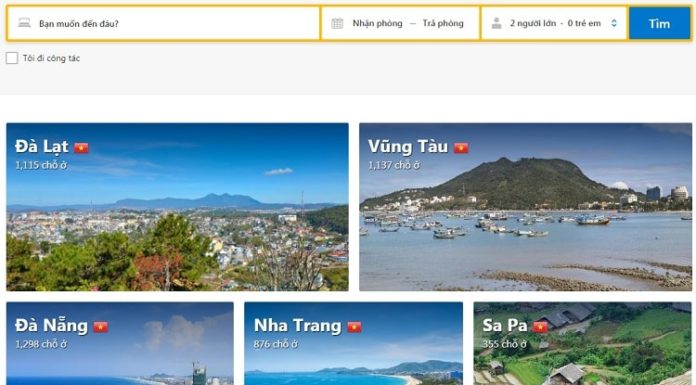 Bạn muốn đến đâu?
Nhận phòng — Trả phòng
2 người lớn · 0 trẻ em
Tìm
Tôi đi công tác
Đà Lạt
1,115 chỗ ở
Vũng Tàu
1,137 chỗ ở
Đà Nẵng
1,298 chỗ ở
Nha Trang
876 chỗ ở
Sa Pa
355 chỗ ở